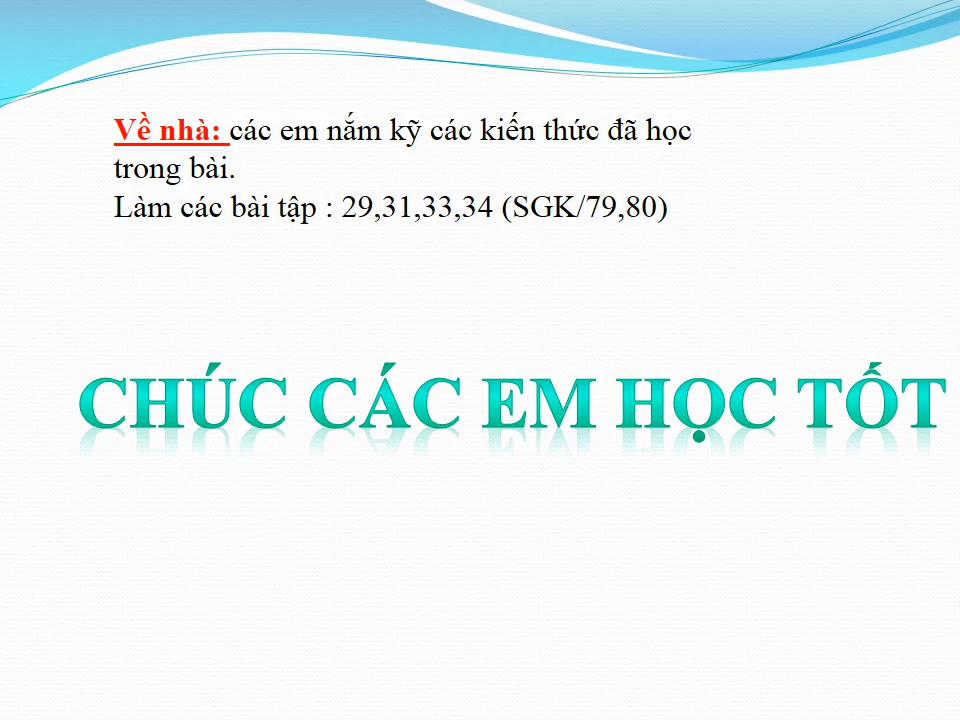 Về nhà: các em nắm kỹ các kiến thức đã học
trong bài.
Làm các bài tập : 29,31,33,34 (SGK/79,80)
CHÚC CÁC EM HỌC TỐT